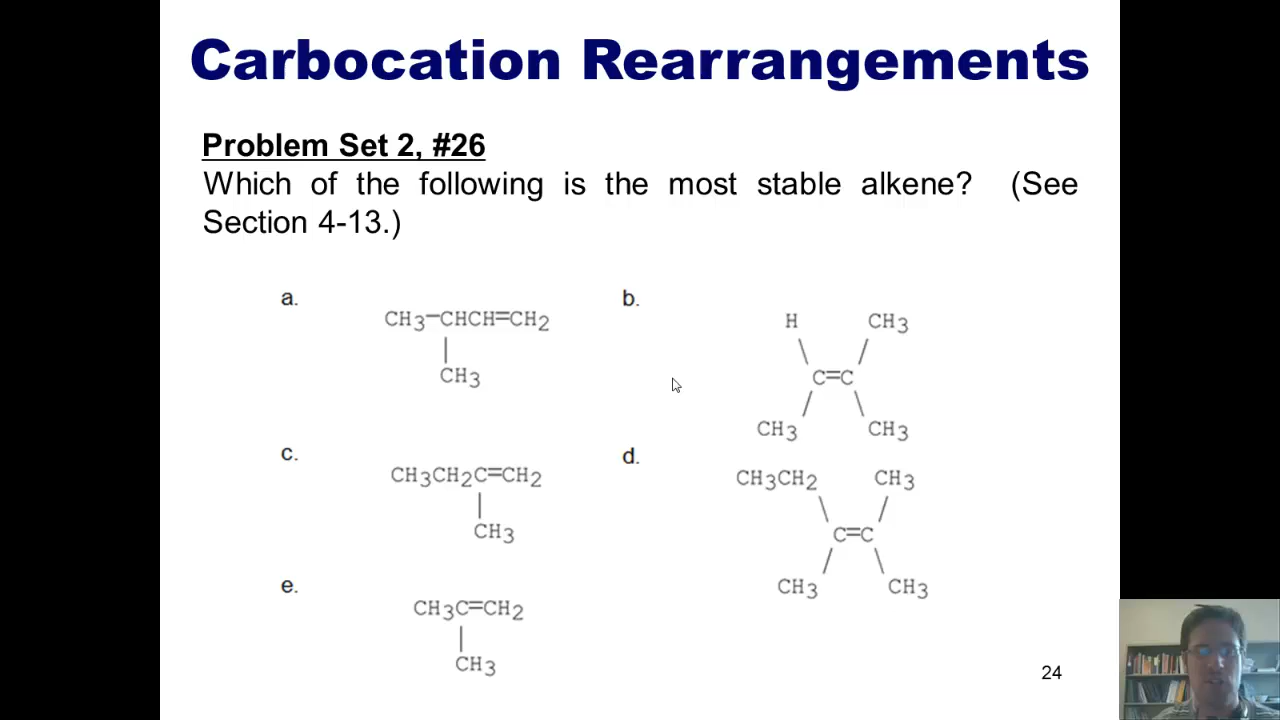 Carbocation Rearrangements
Problem Set 2, #26
Which of the following is the most stable alkene? (See
Section 4-13.)
a.
CH3-CHCH=CH2
CH3
b.
H CH3
C=C
CH3 CH3
c.
CH3CH2C=CH2
CH3
d.
CH3CH2 CH3
C=C
CH3 CH3
e.
CH3C=CH2
CH3
24